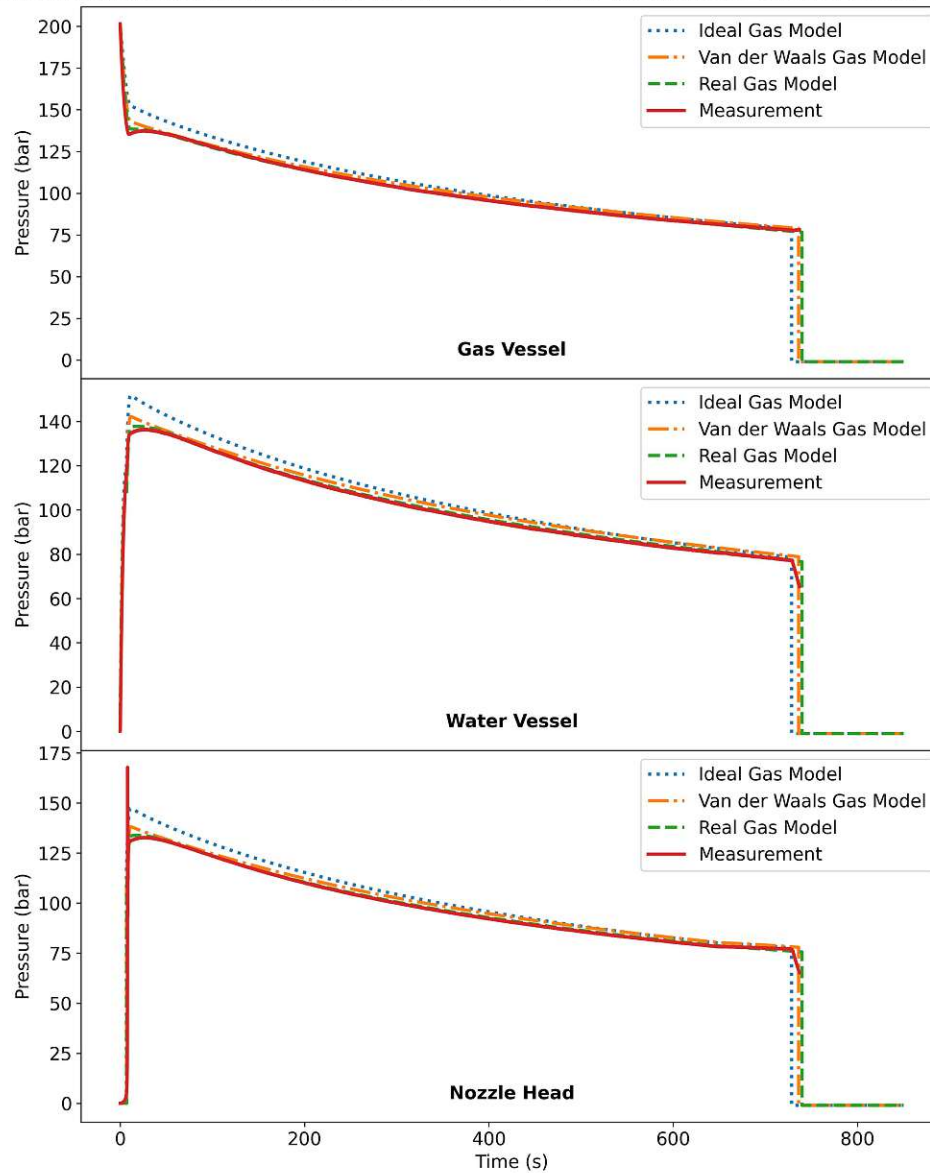 200
175
150
125
100
75
50
25
0
Pressure (bar)
Ideal Gas Model
Van der Waals Gas Model
Real Gas Model
Measurement
Gas Vessel
140
120
100
80
60
40
20
0
Pressure (bar)
Ideal Gas Model
Van der Waals Gas Model
Real Gas Model
Measurement
Water Vessel
175
150
125
100
75
50
25
0
Pressure (bar)
Ideal Gas Model
Van der Waals Gas Model
Real Gas Model
Measurement
Nozzle Head
0 200 400 600 800
Time (s)